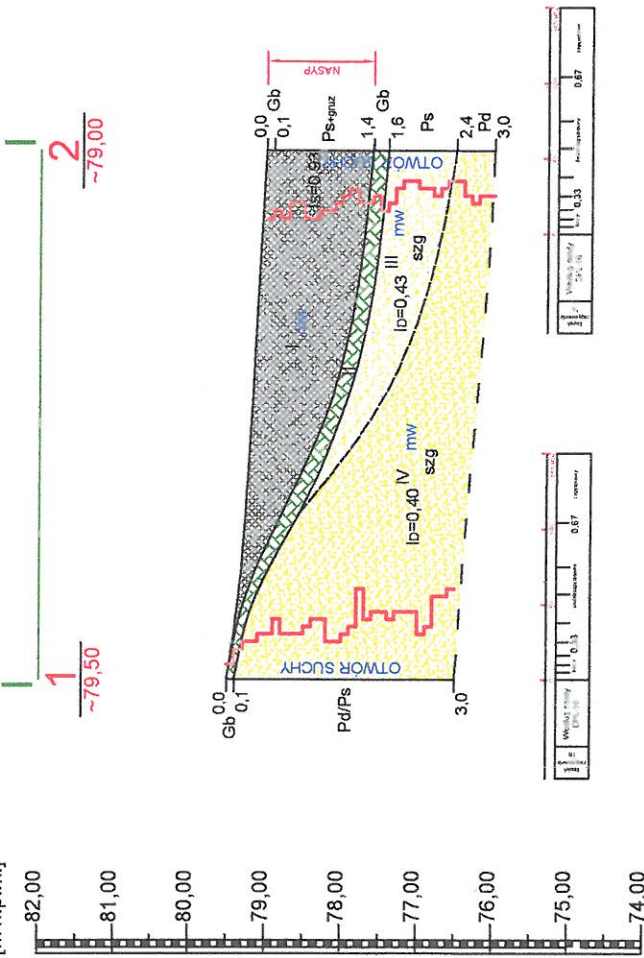 1
~79,50
2
~79,00
82,00
81,00
80,00
79,00
78,00
77,00
76,00
75,00
74,00
Gb
0,0
0,1
Pd/Ps
3,0
OTWÓR SUCHY
ID=0,40 IV
mw
szg
ID=0,43 III
mw
szg
II
OTWÓR SUCHY
0,0
0,1
Gb
Ps+gruz
1,4
Gb
1,6
Ps
2,4
Pd
3,0
NASYP
0,33
0,67
0,33
0,67